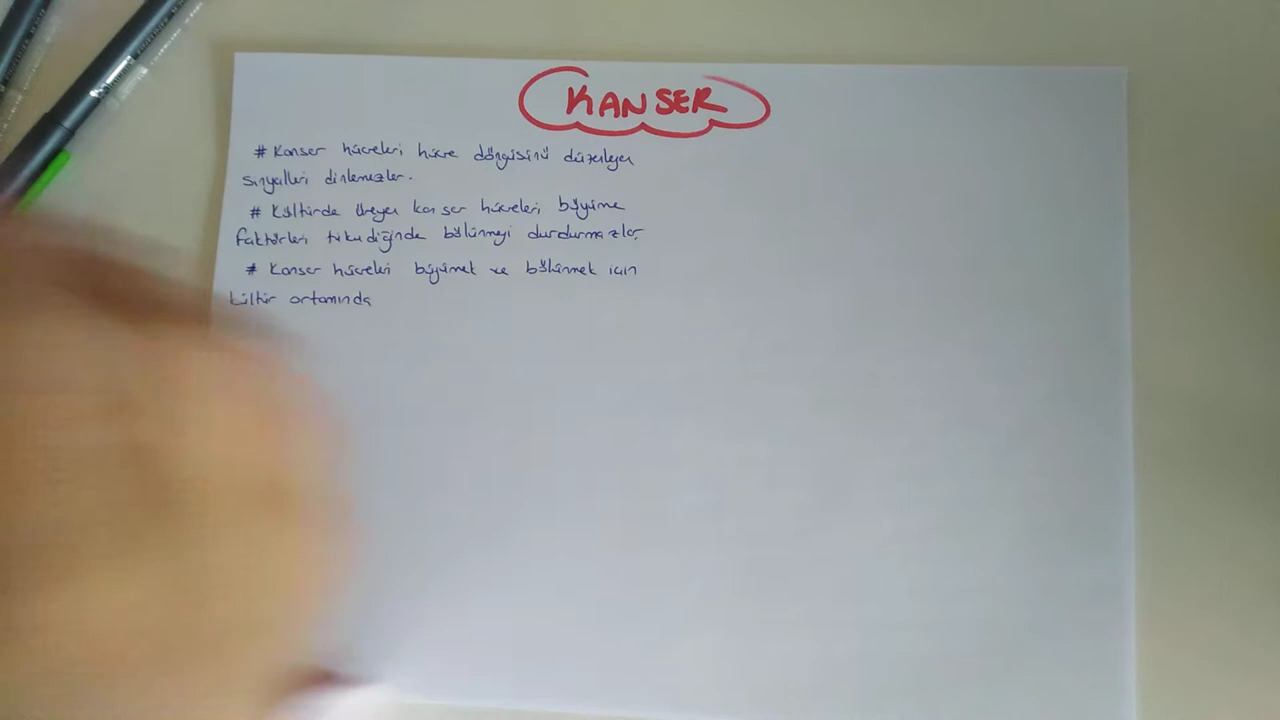 KANSER
# Kanser hücreleri hücre döngüsünü düzenleyen
sinyalleri dinlemezler.
# Kültürde üreyen kanser hücreleri, büyüme
faktörleri tükendiğinde bölünmeyi durdurmazlar,
# Kanser hücreleri büyümek ve bölünmek için
kültür ortamında